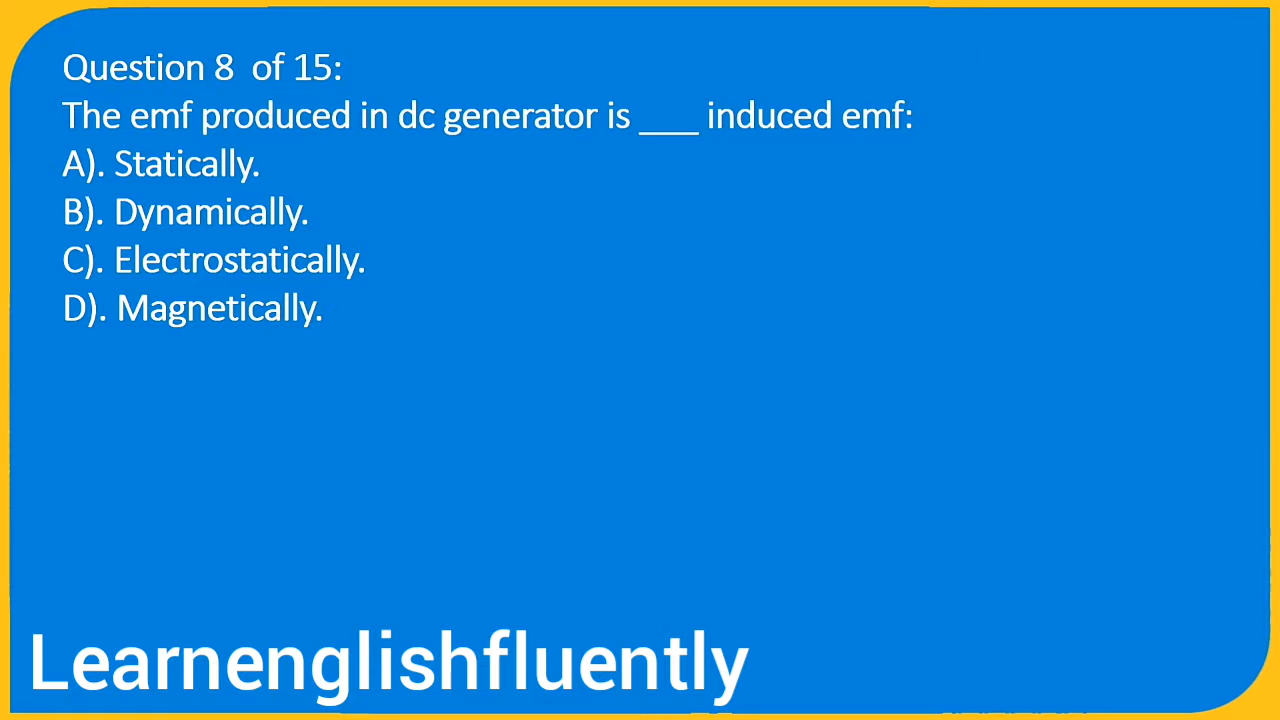 Question 8  of 15:
The emf produced in dc generator is ___ induced emf:
A). Statically.
B). Dynamically.
C). Electrostatically.
D). Magnetically.
Learnenglishfluently